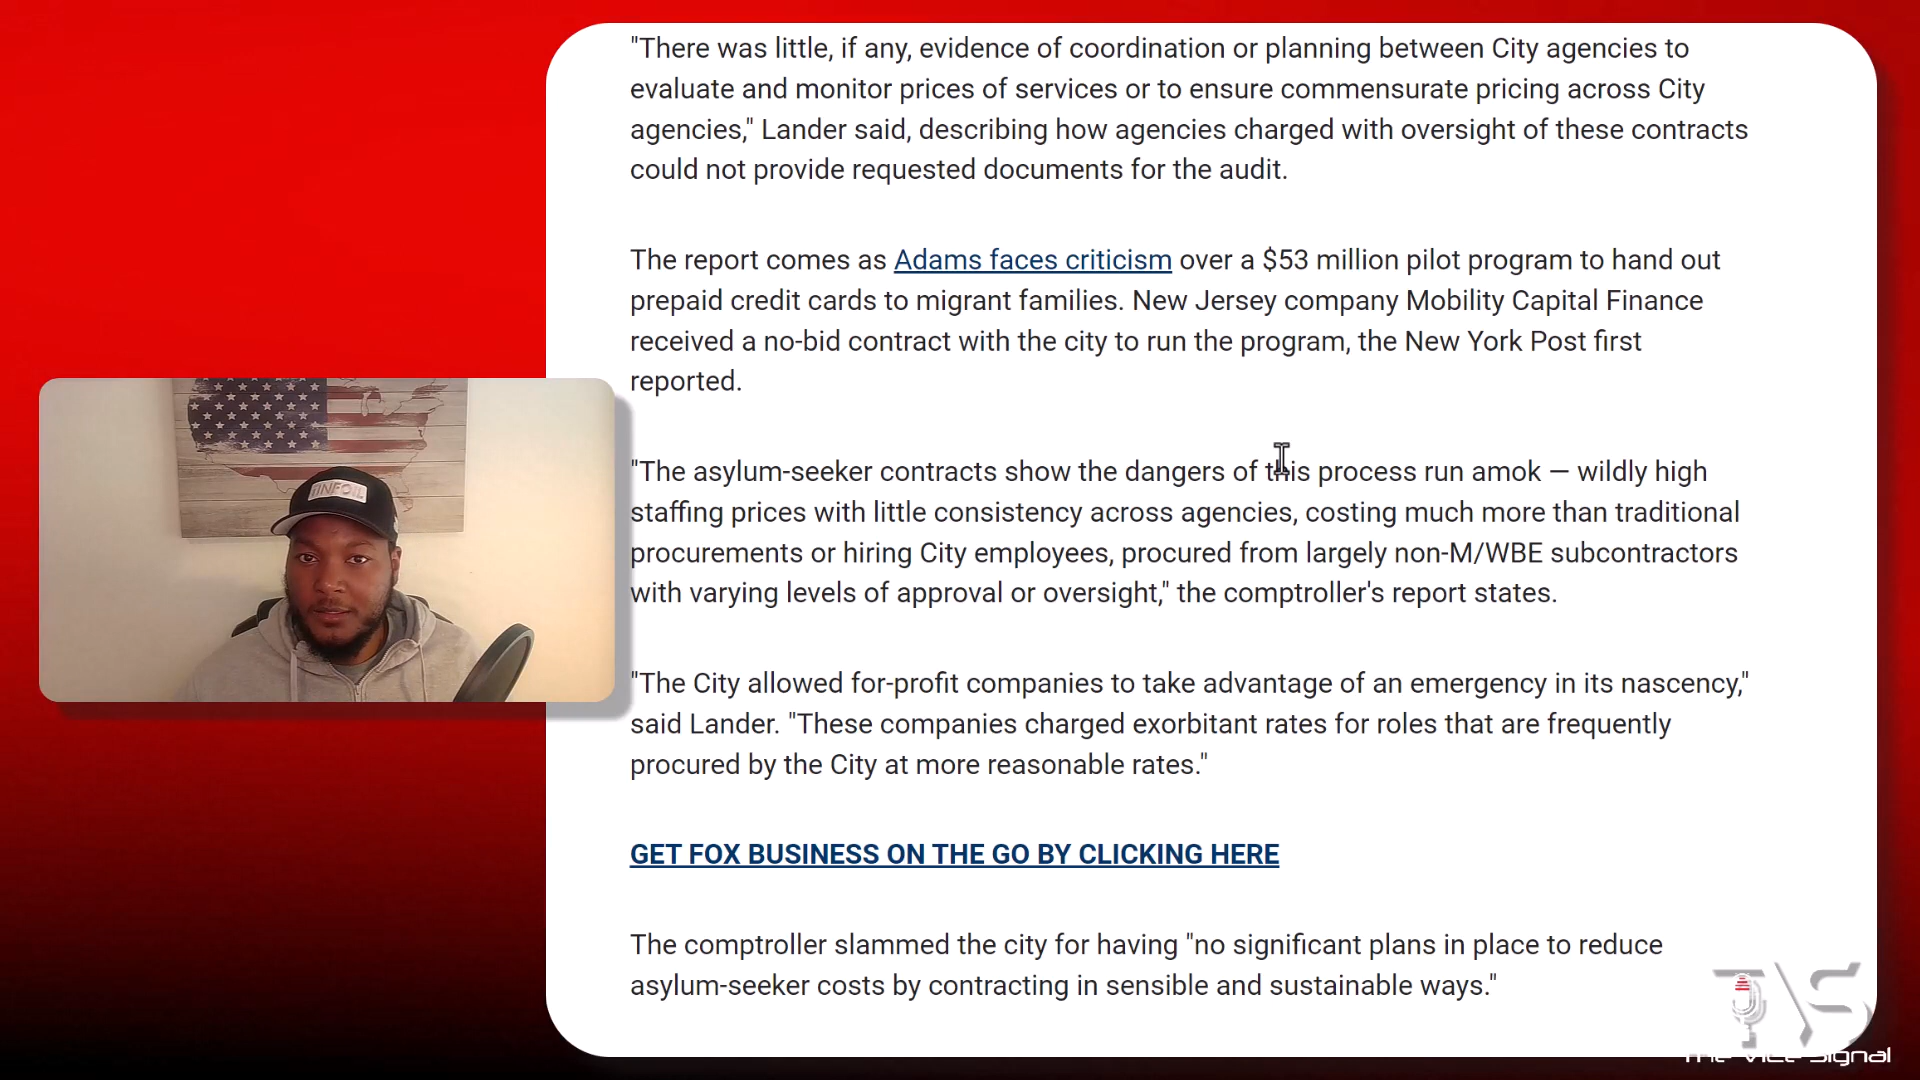 "There was little, if any, evidence of coordination or planning between City agencies to
evaluate and monitor prices of services or to ensure commensurate pricing across City
agencies," Lander said, describing how agencies charged with oversight of these contracts
could not provide requested documents for the audit.
The report comes as Adams faces criticism over a $53 million pilot program to hand out
prepaid credit cards to migrant families. New Jersey company Mobility Capital Finance
received a no-bid contract with the city to run the program, the New York Post first
reported.
"The asylum-seeker contracts show the dangers of this process run amok — wildly high
staffing prices with little consistency across agencies, costing much more than traditional
procurements or hiring City employees, procured from largely non-M/WBE subcontractors
with varying levels of approval or oversight," the comptroller's report states.
"The City allowed for-profit companies to take advantage of an emergency in its nascency,"
said Lander. "These companies charged exorbitant rates for roles that are frequently
procured by the City at more reasonable rates."
GET FOX BUSINESS ON THE GO BY CLICKING HERE
The comptroller slammed the city for having "no significant plans in place to reduce
asylum-seeker costs by contracting in sensible and sustainable ways."
TINFOIL
The Vice Signal